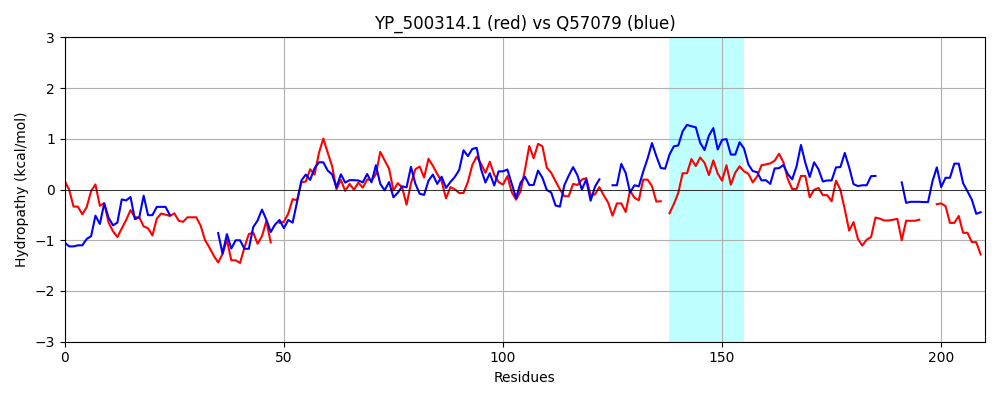 YP_500314.1 (red) vs Q57079 (blue)
Hydropathy (kcal/mol)
3
2
1
0
−1
−2
−3
0 50 100 150 200
Residues